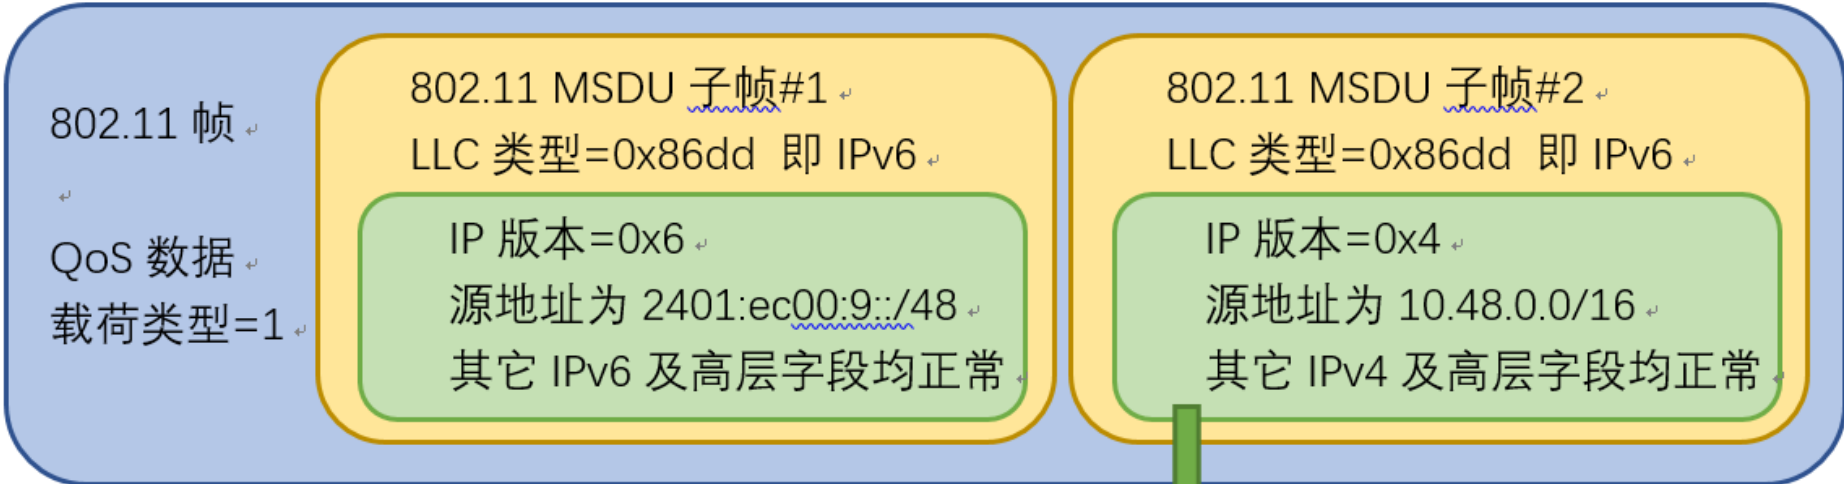 802.11 帧
QoS 数据
载荷类型=1
802.11 MSDU 子帧#1
LLC 类型=0x86dd 即 IPv6
IP 版本=0x6
源地址为 2401:ec00:9::/48
其它 IPv6 及高层字段均正常
802.11 MSDU 子帧#2
LLC 类型=0x86dd 即 IPv6
IP 版本=0x4
源地址为 10.48.0.0/16
其它 IPv4 及高层字段均正常